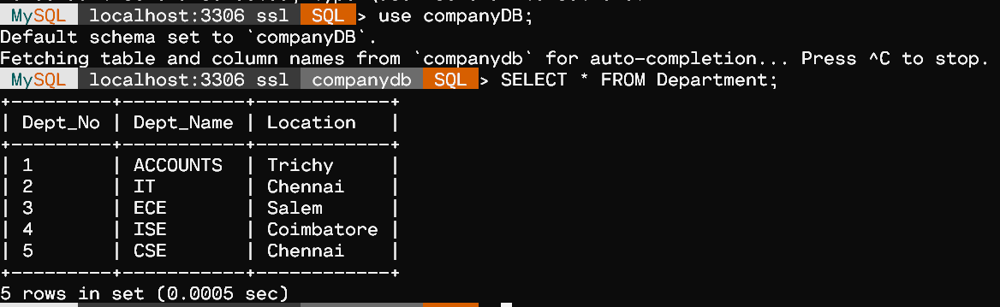 MySQL localhost:3306 ssl SQL > use companyDB;
Default schema set to `companyDB`.
Fetching table and column names from `companydb` for auto-completion... Press ^C to stop.
MySQL localhost:3306 ssl companydb SQL > SELECT * FROM Department;
+---------+-----------+------------+
| Dept_No | Dept_Name | Location   |
+---------+-----------+------------+
| 1       | ACCOUNTS  | Trichy     |
| 2       | IT        | Chennai    |
| 3       | ECE       | Salem      |
| 4       | ISE       | Coimbatore |
| 5       | CSE       | Chennai    |
+---------+-----------+------------+
5 rows in set (0.0005 sec)